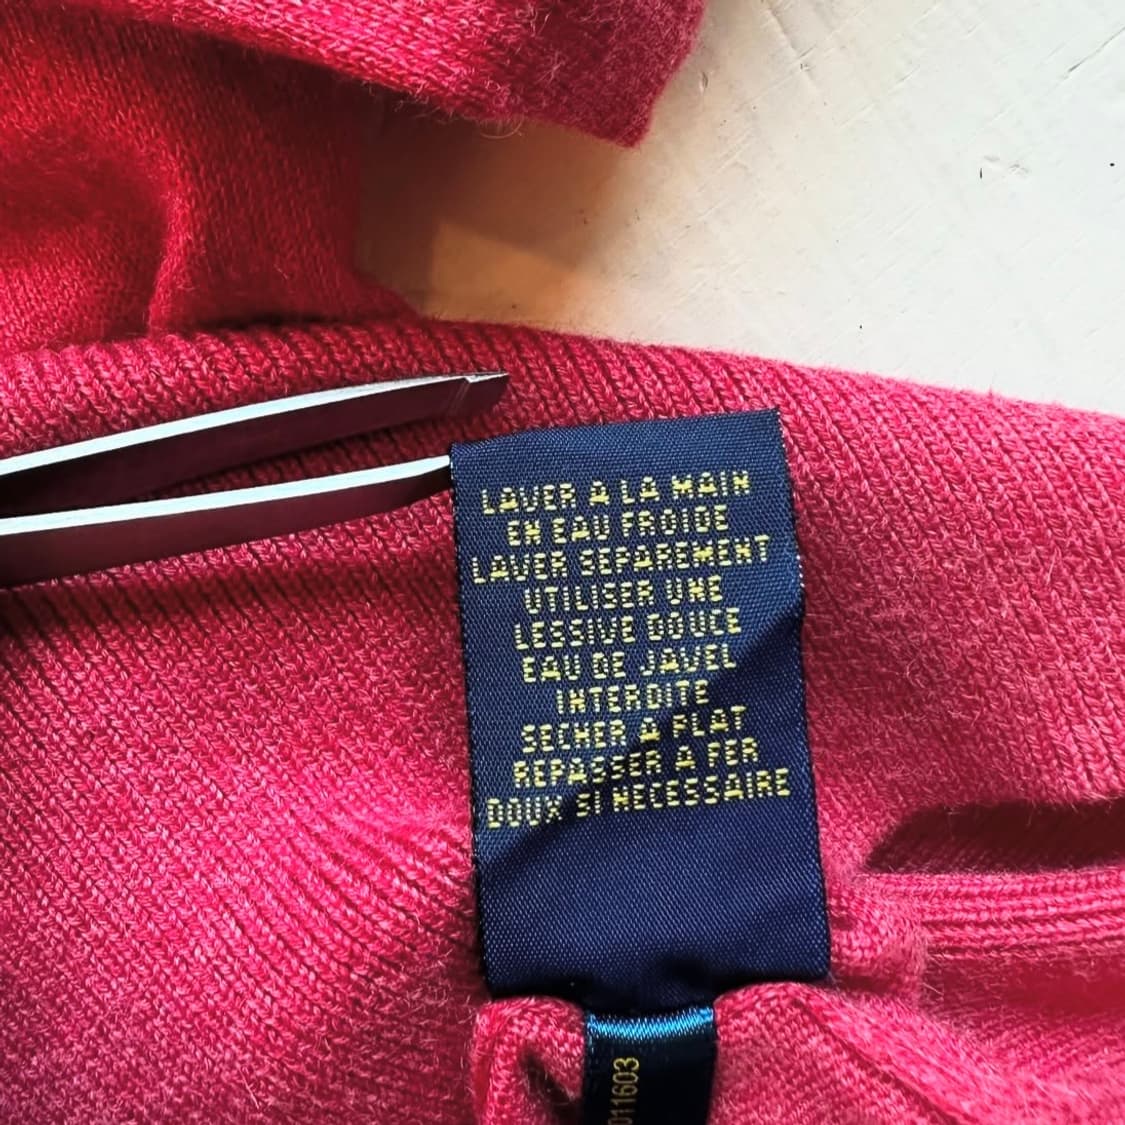 LAVER A LA MAIN
EN EAU FROIDE
LAVER SEPAREMENT
UTILISER UNE
LESSIVE DOUCE
EAU DE JAVEL
INTERDITE
SECHER A PLAT
REPASSER A FER
DOUX SI NECESSAIRE
011603